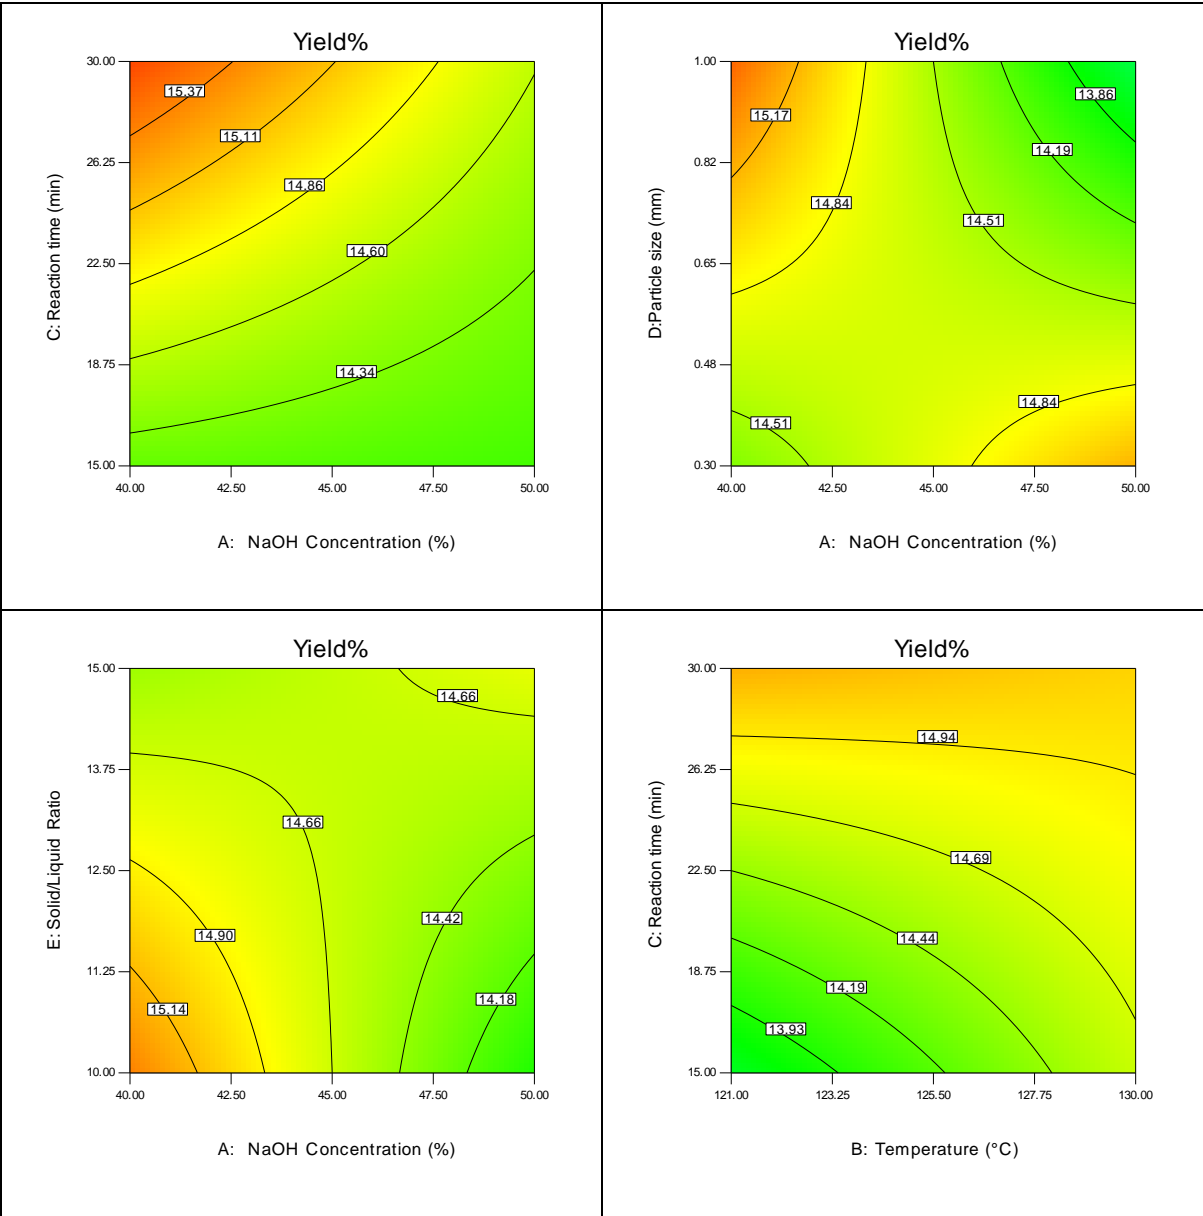 Yield%
30.00
26.25
22.50
18.75
15.00
C: Reaction time (min)
15.37
15.11
14.86
14.60
14.34
40.00 42.50 45.00 47.50 50.00
A: NaOH Concentration (%)
Yield%
1.00
0.82
0.65
0.48
0.30
D:Particle size (mm)
15.17
13.86
14.19
14.84
14.51
14.84
14.51
40.00 42.50 45.00 47.50 50.00
A: NaOH Concentration (%)
Yield%
15.00
13.75
12.50
11.25
10.00
E: Solid/Liquid Ratio
14.66
14.66
14.42
14.90
14.18
15.14
40.00 42.50 45.00 47.50 50.00
A: NaOH Concentration (%)
Yield%
30.00
26.25
22.50
18.75
15.00
C: Reaction time (min)
14.94
14.69
14.44
14.19
13.93
121.00 123.25 125.50 127.75 130.00
B: Temperature (°C)